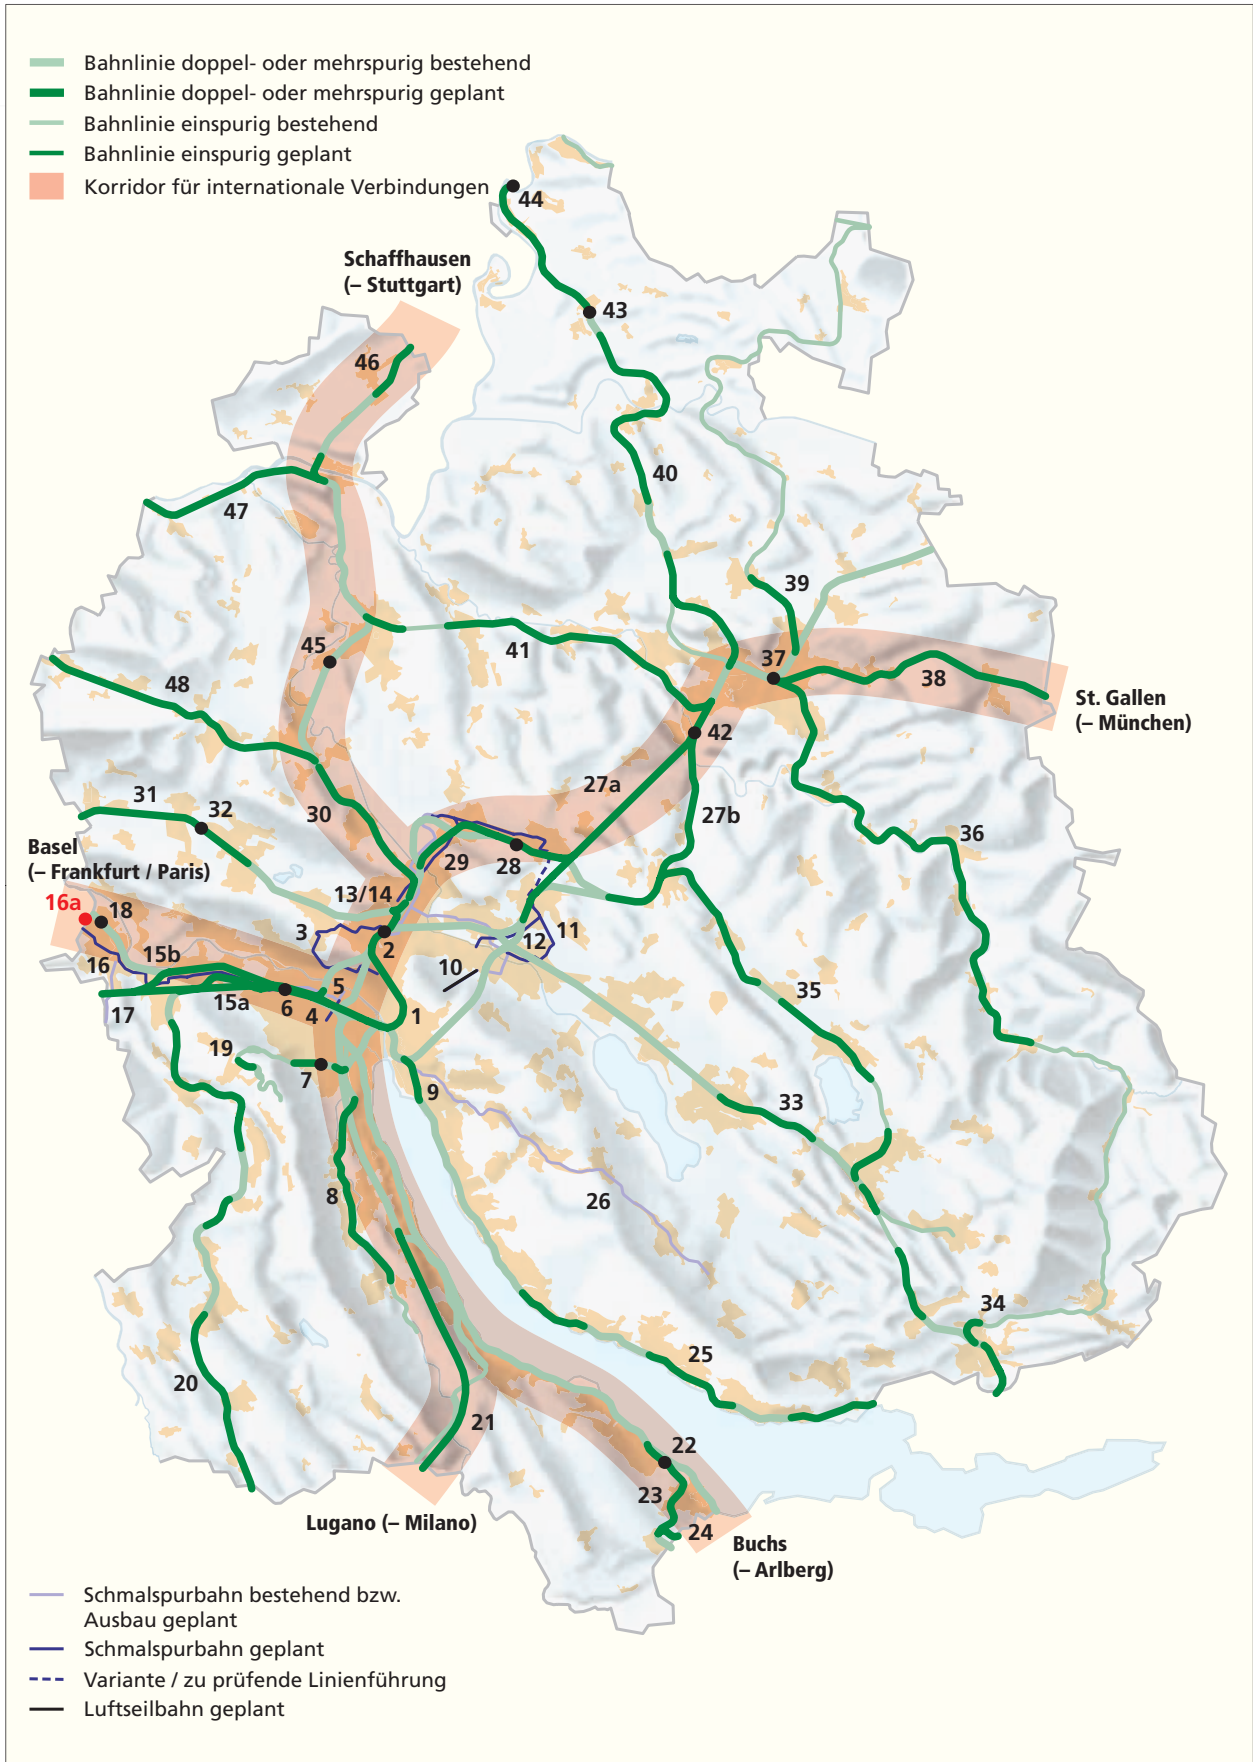 Bahnlinie doppel- oder mehrspurig bestehend
Bahnlinie doppel- oder mehrspurig geplant
Bahnlinie einspurig bestehend
Bahnlinie einspurig geplant
Korridor für internationale Verbindungen
44
Schaffhausen
(– Stuttgart)
43
46
40
47
39
45
41
37
38
48
St. Gallen
(– München)
42
27a
31
32
30
27b
36
Basel
(– Frankfurt / Paris)
29
28
13/14
16a
18
3
11
2
12
15b
16
10
5
35
15a
6
4
1
17
19
7
9
33
8
26
34
25
20
21
22
23
24
Lugano (– Milano)
Buchs
(– Arlberg)
Schmalspurbahn bestehend bzw.
Ausbau geplant
Schmalspurbahn geplant
Variante / zu prüfende Linienführung
Luftseilbahn geplant